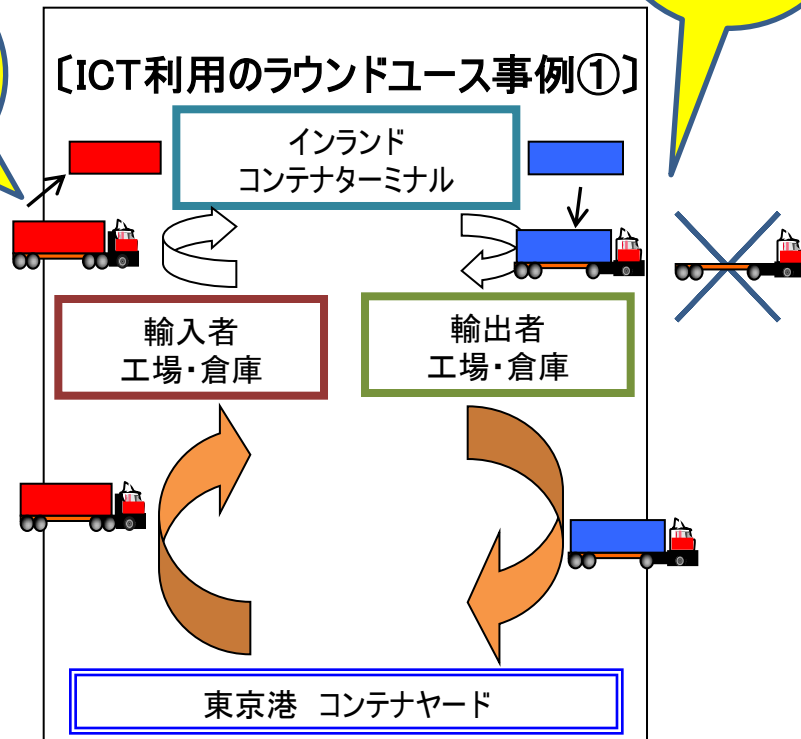 〔ICT利用のラウンドユース事例①〕
インランド
コンテナターミナル
輸入者
工場・倉庫
輸出者
工場・倉庫
東京港 コンテナヤード